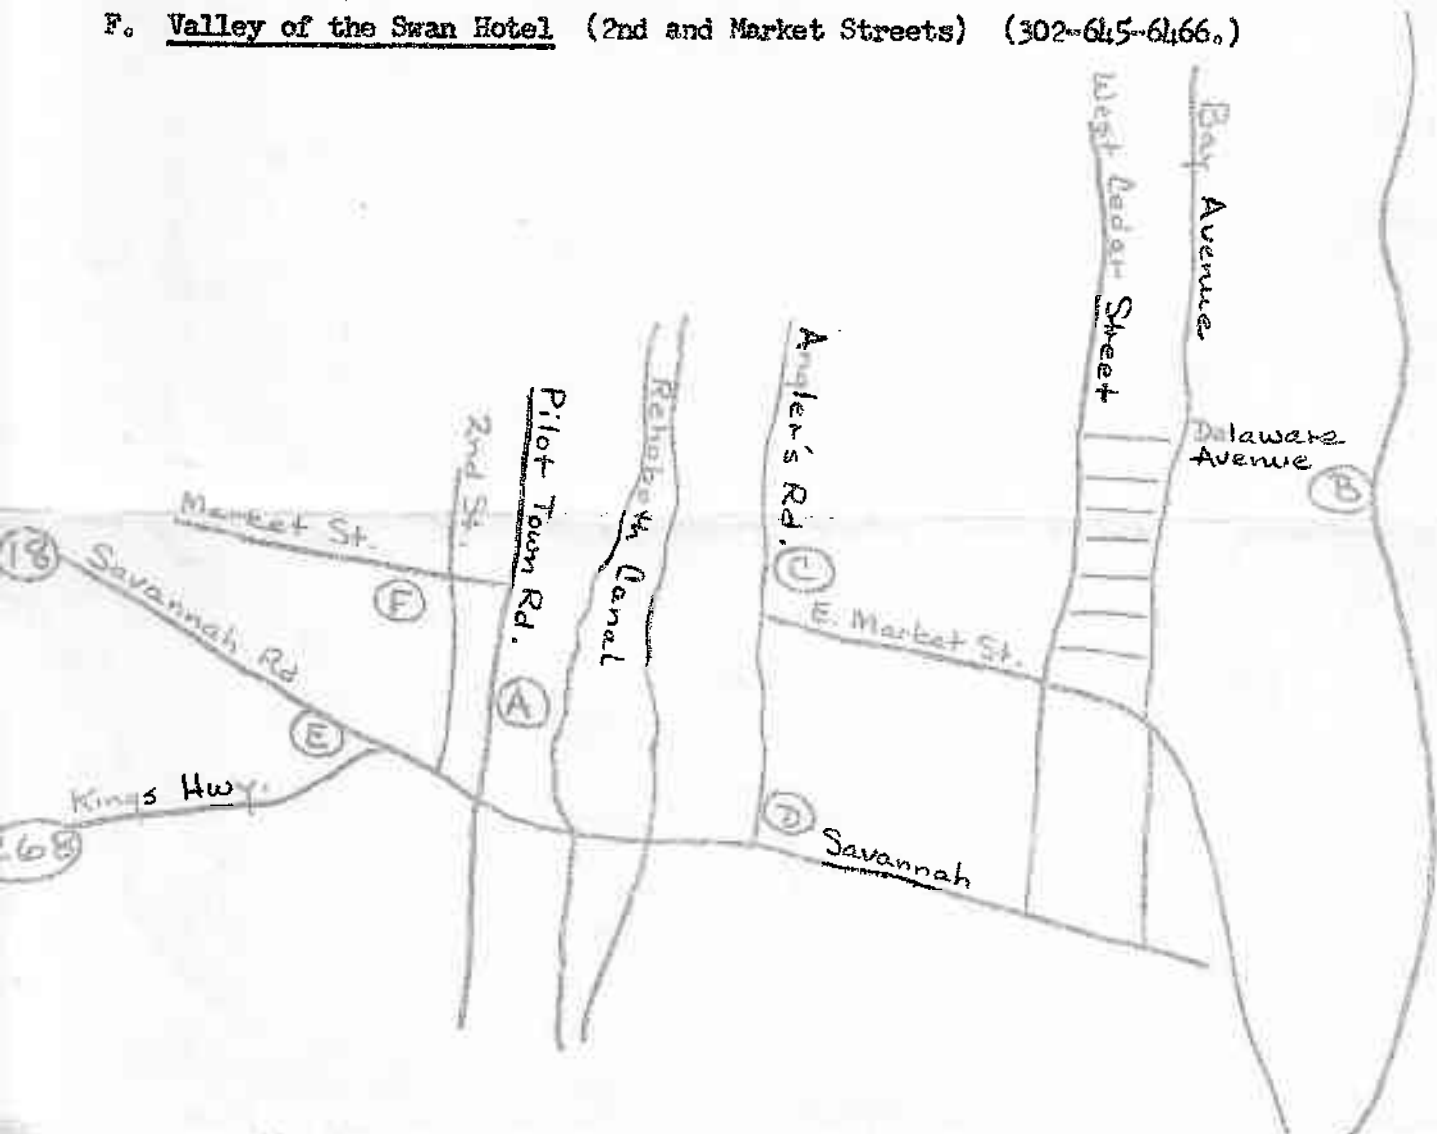 F. Valley of the Swan Hotel (2nd and Market Streets) (302-645-6466.)
West Cedar Street
Bay Avenue
Angler's Rd.
Rehoboth Canal
Pilot Town Rd.
2nd St.
Delaware
Avenue
B
Market St.
18
Savannah Rd
F
C
E. Market St.
A
E
Kings Hwy.
268
D
Savannah